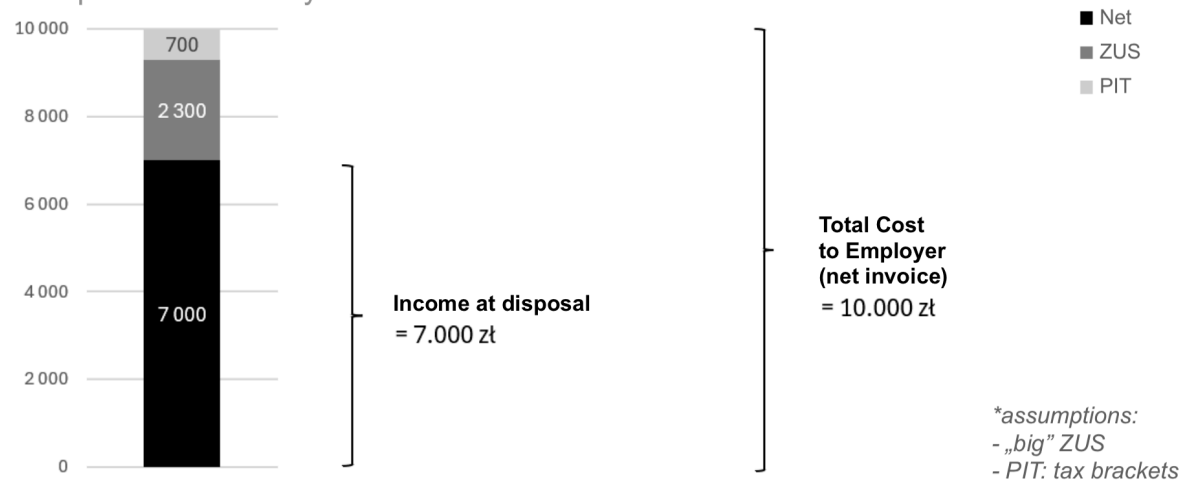 10 000
8 000
6 000
4 000
2 000
0
700
2 300
7 000
Income at disposal
= 7.000 zł
Total Cost
to Employer
(net invoice)
= 10.000 zł
Net
ZUS
PIT
*assumptions:
- „big” ZUS
- PIT: tax brackets